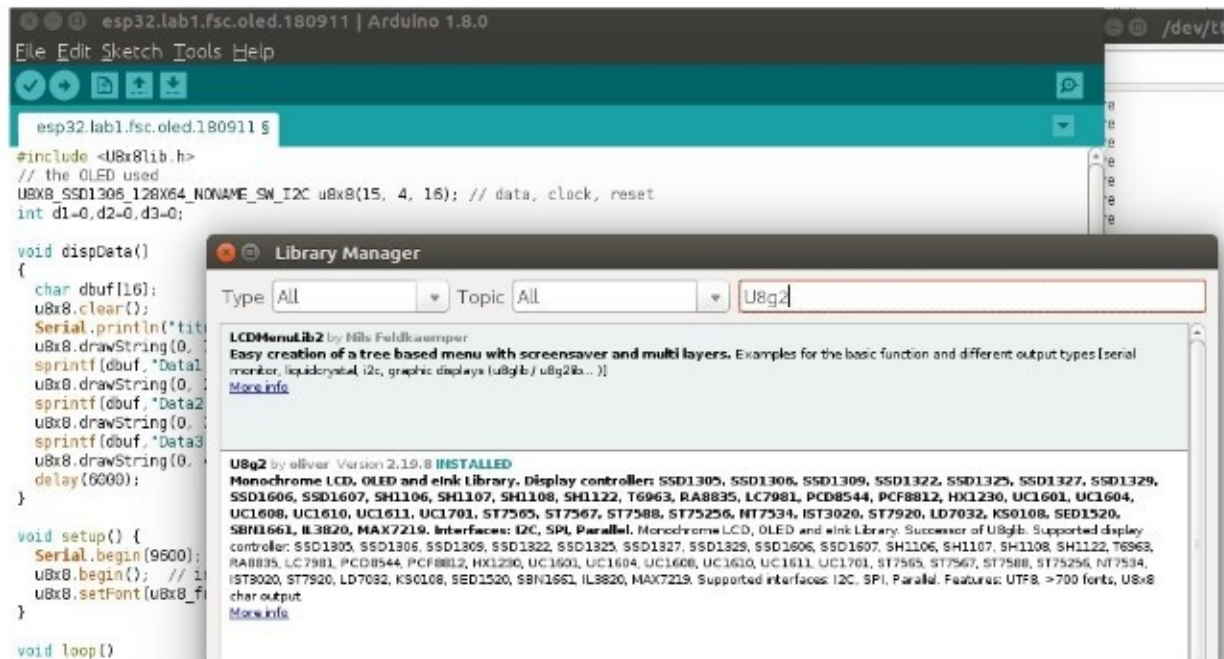 esp32.lab1.fsc.oled.180911 | Arduino 1.8.0
/dev/tt
File Edit Sketch Tools Help
esp32.lab1.fsc.oled.180911 §
#include <U8x8lib.h>
// the OLED used
U8X8_SSD1306_128X64_NONAME_SW_I2C u8x8(15, 4, 16); // data, clock, reset
int d1=0,d2=0,d3=0;
void dispData()
{
char dbuf[16];
u8x8.clear();
Serial.println("tit
u8x8.drawString(0,
sprintf(dbuf,"Data1
u8x8.drawString(0,
sprintf(dbuf,"Data2
u8x8.drawString(0,
sprintf(dbuf,"Data3
u8x8.drawString(0,
delay(6000);
}
void setup() {
Serial.begin(9600);
u8x8.begin(); // i
u8x8.setFont(u8x8_f
}
void loop()
Library Manager
Type All Topic All U8g2
LCDMenuLib2 by Nils Feldkaemper
Easy creation of a tree based menu with screensaver and multi layers. Examples for the basic function and different output types [serial
monitor, liquidcrystal, i2c, graphic displays (u8glib / u8g2lib... )]
More info
U8g2 by oliver Version 2.19.8 INSTALLED
Monochrome LCD, OLED and eInk Library. Display controller: SSD1305, SSD1306, SSD1309, SSD1322, SSD1325, SSD1327, SSD1329,
SSD1606, SSD1607, SH1106, SH1107, SH1108, SH1122, T6963, RA8835, LC7981, PCD8544, PCF8812, HX1230, UC1601, UC1604,
UC1608, UC1610, UC1611, UC1701, ST7565, ST7567, ST7588, ST75256, NT7534, IST3020, ST7920, LD7032, KS0108, SED1520,
SBN1661, IL3820, MAX7219. Interfaces: I2C, SPI, Parallel. Monochrome LCD, OLED and eInk Library. Successor of U8glib. Supported display
controller: SSD1305, SSD1306, SSD1309, SSD1322, SSD1325, SSD1327, SSD1329, SSD1606, SSD1607, SH1106, SH1107, SH1108, SH1122, T6963,
RA8835, LC7981, PCD8544, PCF8812, HX1230, UC1601, UC1604, UC1608, UC1610, UC1611, UC1701, ST7565, ST7567, ST7588, ST75256, NT7534,
IST3020, ST7920, LD7032, KS0108, SED1520, SBN1661, IL3820, MAX7219. Supported interfaces: I2C, SPI, Parallel. Features: UTF8, >700 fonts, U8x8
char output.
More info